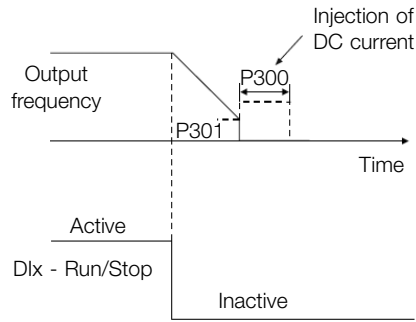 Injection of
DC current
Output
frequency
P300
P301
Time
Active
DIx - Run/Stop
Inactive